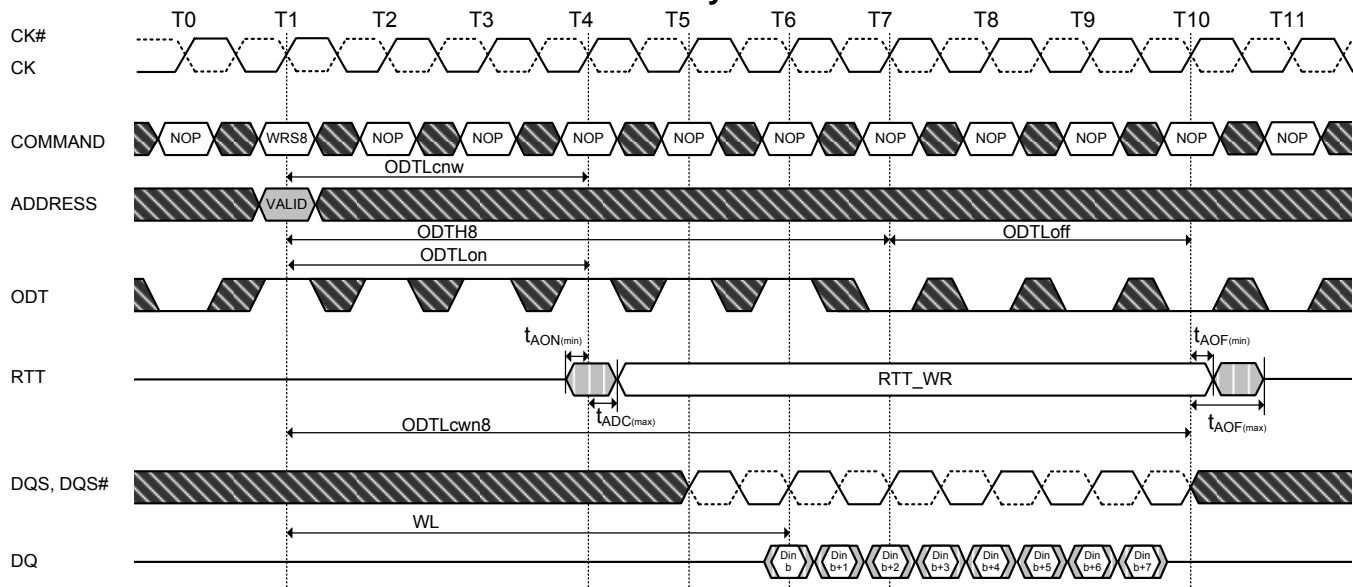 T0 T1 T2 T3 T4 T5 T6 T7 T8 T9 T10 T11
CK#
CK
COMMAND NOP WRS8 NOP NOP NOP NOP NOP NOP NOP NOP NOP NOP
ODTLcnw
ADDRESS VALID
ODTH8 ODTLoff
ODTLon
ODT
tAON(min) tAOF(min)
RTT RTT_WR
tADC(max) tAOF(max)
ODTLcwn8
DQS, DQS#
WL
DQ Din b Din b+1 Din b+2 Din b+3 Din b+4 Din b+5 Din b+6 Din b+7